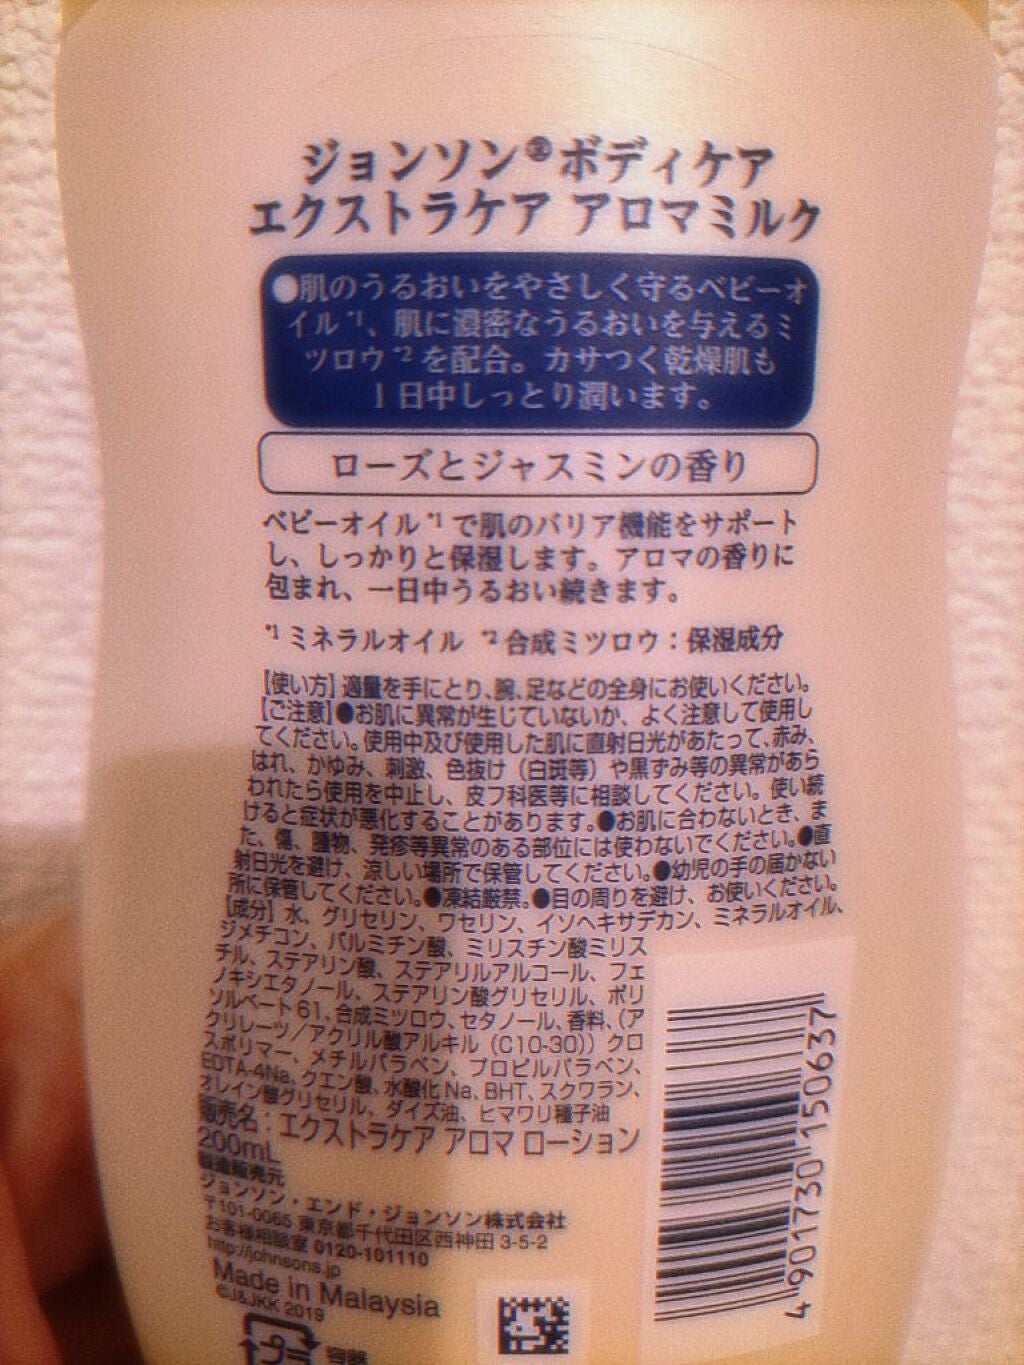 ジョンソン®ボディケア
エクストラケア アロマミルク
●肌のうるおいをやさしく守るベビーオ
イル*1、肌に濃密なうるおいを与えるミ
ツロウ*2を配合。カサつく乾燥肌も
1日中しっとり潤います。
ローズとジャスミンの香り
ベビーオイル*1で肌のバリア機能をサポート
し、しっかりと保湿します。アロマの香りに
包まれ、一日中うるおい続きます。
*1 ミネラルオイル *2 合成ミツロウ：保湿成分
【使い方】適量を手にとり、腕、足などの全身にお使いください。
【ご注意】●お肌に異常が生じていないか、よく注意して使用し
てください。使用中及び使用した肌に直射日光があたって、赤み、
はれ、かゆみ、刺激、色抜け（白斑等）や黒ずみ等の異常があら
われたら使用を中止し、皮フ科医等に相談してください。使い続
けると症状が悪化することがあります。●お肌に合わないとき、ま
た、傷、腫物、発疹等異常のある部位には使わないでください。●直
射日光を避け、涼しい場所で保管してください。●幼児の手の届かない
所に保管してください。●凍結厳禁。●目の周りを避け、お使いください。
【成分】水、グリセリン、ワセリン、イソヘキサデカン、ミネラルオイル、
ジメチコン、パルミチン酸、ミリスチン酸ミリス
チル、ステアリン酸、ステアリルアルコール、フェ
ノキシエタノール、ステアリン酸グリセリル、ポリ
ソルベート61、合成ミツロウ、セタノール、香料、（ア
クリレーツ／アクリル酸アルキル（C10-30））クロ
スポリマー、メチルパラベン、プロピルパラベン、
EDTA-4Na、クエン酸、水酸化Na、BHT、スクワラン、
オレイン酸グリセリル、ダイズ油、ヒマワリ種子油
販売名：エクストラケア アロマ ローション
200mL
製造販売元
ジョンソン・エンド・ジョンソン株式会社
〒101-0065 東京都千代田区西神田 3-5-2
お客様相談室 0120-101110
http://johnsons.jp
Made in Malaysia
©J&JKK 2019
プ 容器
4901730150637